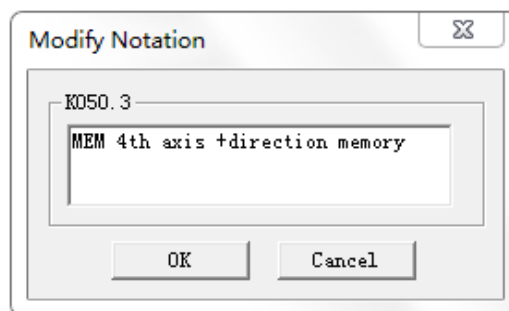 Modify Notation
K050.3
MEM 4th axis +direction memory
OK
Cancel